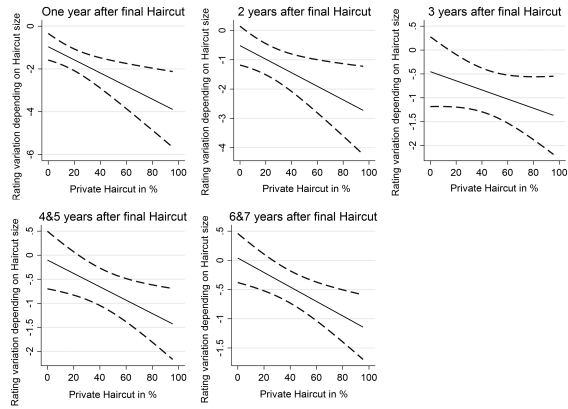 One year after final Haircut
Rating variation depending on Haircut size
0
-2
-4
-6
0 20 40 60 80 100
Private Haircut in %
2 years after final Haircut
Rating variation depending on Haircut size
0
-1
-2
-3
-4
0 20 40 60 80 100
Private Haircut in %
3 years after final Haircut
Rating variation depending on Haircut size
.5
0
-.5
-1
-1.5
-2
0 20 40 60 80 100
Private Haircut in %
4&5 years after final Haircut
Rating variation depending on Haircut size
.5
0
-.5
-1
-1.5
-2
0 20 40 60 80 100
Private Haircut in %
6&7 years after final Haircut
Rating variation depending on Haircut size
.5
0
-.5
-1
-1.5
0 20 40 60 80 100
Private Haircut in %